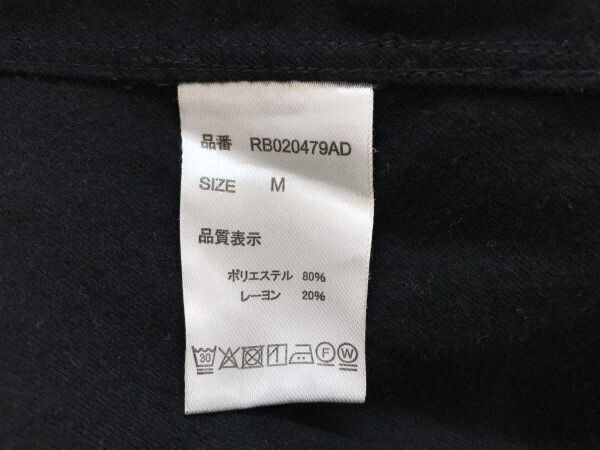 品番 RB020479AD
SIZE M
品質表示
ポリエステル 80%
レーヨン 20%
30 F W